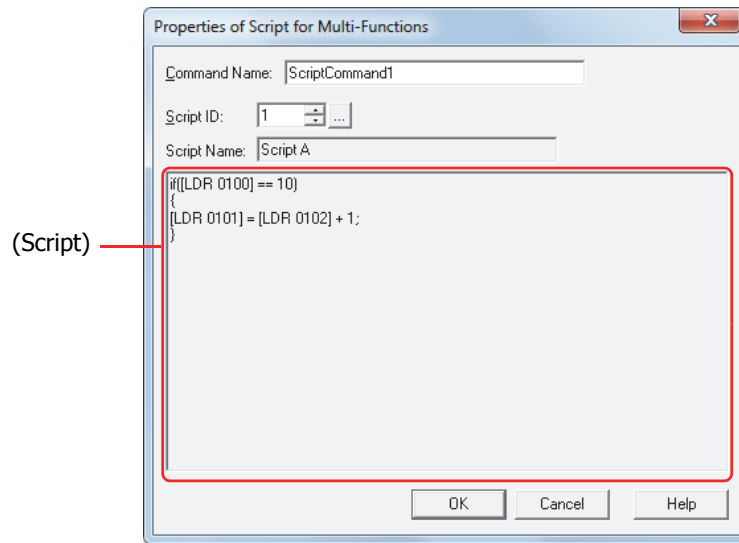 Properties of Script for Multi-Functions
Command Name: ScriptCommand1
Script ID: 1 ...
Script Name: Script A
if([LDR 0100] == 10)
{
[LDR 0101] = [LDR 0102] + 1;
}
(Script)
OK Cancel Help